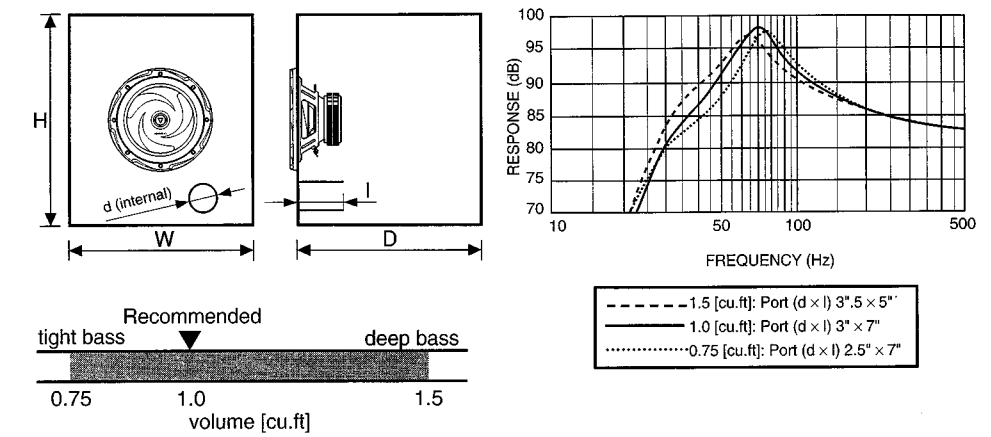 H
d (internal)
W
l
D
RESPONSE (dB)
100
95
90
85
80
75
70
10
50
100
500
FREQUENCY (Hz)
1.5 [cu.ft]: Port (d × l) 3".5 × 5"
1.0 [cu.ft]: Port (d × l) 3" × 7"
0.75 [cu.ft]: Port (d × l) 2.5" × 7"
Recommended
tight bass
deep bass
0.75
1.0
1.5
volume [cu.ft]